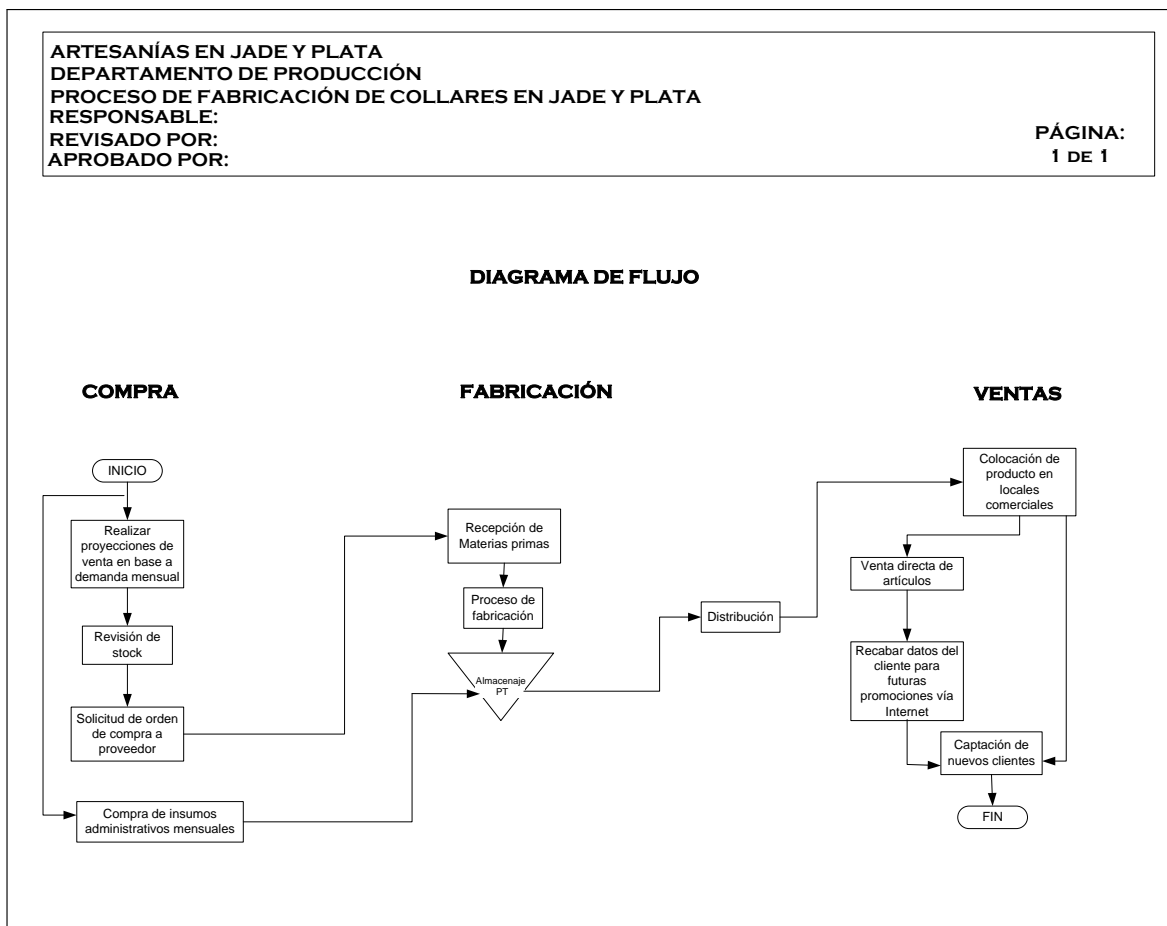 ARTESANÍAS EN JADE Y PLATA
DEPARTAMENTO DE PRODUCCIÓN
PROCESO DE FABRICACIÓN DE COLLARES EN JADE Y PLATA
RESPONSABLE:
REVISADO POR:
APROBADO POR:
PÁGINA:
1 DE 1
DIAGRAMA DE FLUJO
COMPRA
INICIO
Realizar
proyecciones de
venta en base a
demanda mensual
Revisión de
stock
Solicitud de orden
de compra a
proveedor
Compra de insumos
administrativos mensuales
FABRICACIÓN
Recepción de
Materias primas
Proceso de
fabricación
Almacenaje
PT
Distribución
VENTAS
Colocación de
producto en
locales
comerciales
Venta directa de
artículos
Recabar datos del
cliente para
futuras
promociones vía
Internet
Captación de
nuevos clientes
FIN